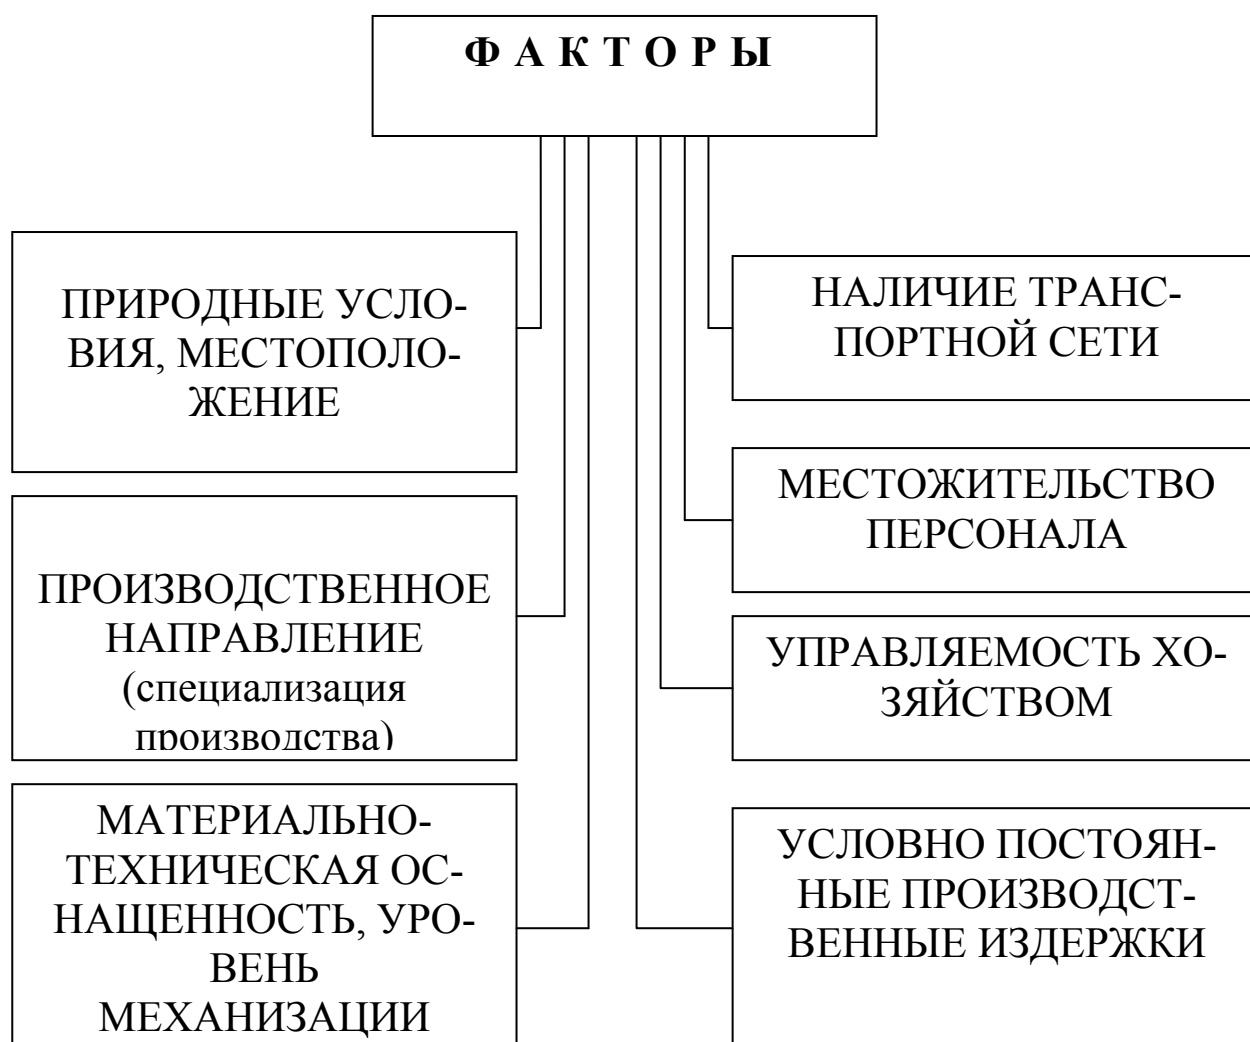 Ф А К Т О Р Ы
ПРИРОДНЫЕ УСЛО-
ВИЯ, МЕСТОПОЛО-
ЖЕНИЕ
ПРОИЗВОДСТВЕННОЕ
НАПРАВЛЕНИЕ
(специализация
производства)
МАТЕРИАЛЬНО-
ТЕХНИЧЕСКАЯ ОС-
НАЩЕННОСТЬ, УРО-
ВЕНЬ
МЕХАНИЗАЦИИ
НАЛИЧИЕ ТРАНС-
ПОРТНОЙ СЕТИ
МЕСТОЖИТЕЛЬСТВО
ПЕРСОНАЛА
УПРАВЛЯЕМОСТЬ ХО-
ЗЯЙСТВОМ
УСЛОВНО ПОСТОЯН-
НЫЕ ПРОИЗВОДСТ-
ВЕННЫЕ ИЗДЕРЖКИ